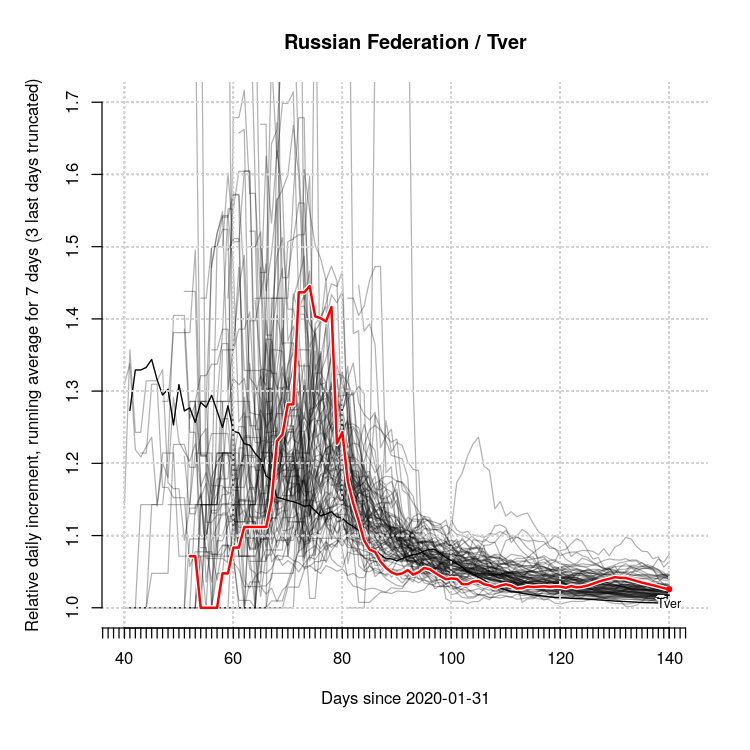 Russian Federation / Tver
Relative daily increment, running average for 7 days (3 last days truncated)
1.7
1.6
1.5
1.4
1.3
1.2
1.1
1.0
Tver
40 60 80 100 120 140
Days since 2020-01-31